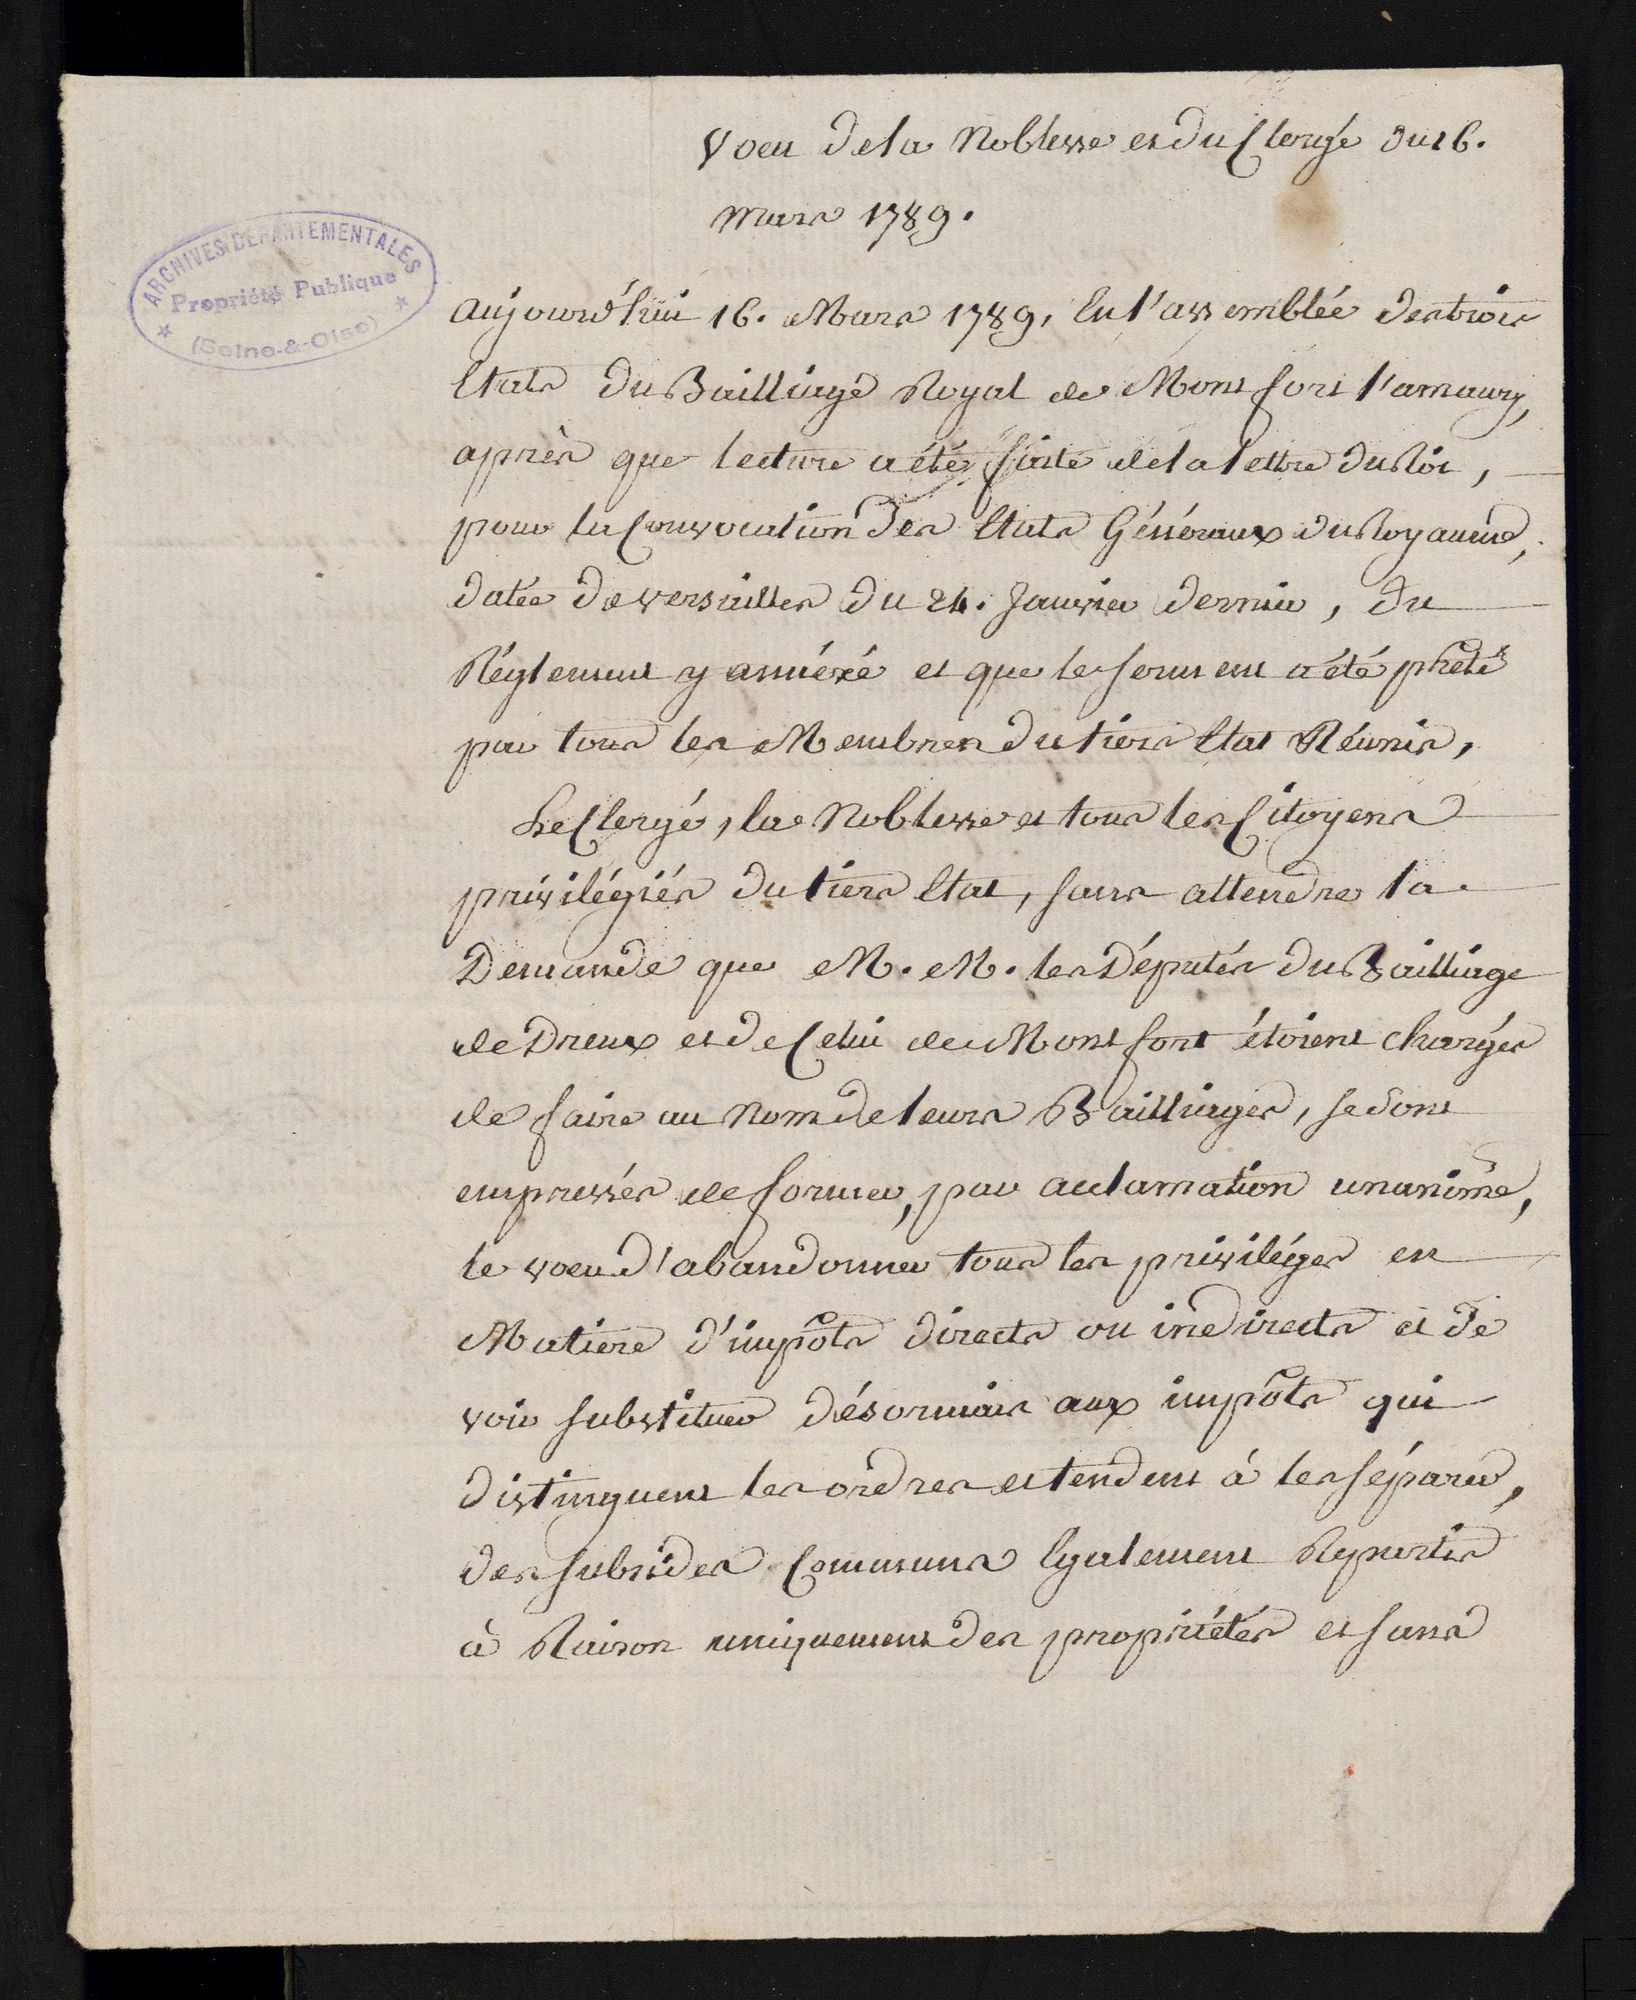 Voeu de la Noblesse et du Clergé du 16.
Mars 1789.
ARCHIVES DÉPARTEMENTALES
Propriété Publique
(Seine-&-Oise)
aujourd'hui 16. Mars 1789, En l'assemblée des trois
Etats du Bailliage Royal de Montfort l'amaury,
après que lecture a été faite de la lettre du Roi,
pour la Convocation des Etats Généraux du Royaume,
datée de versailles du 24. Janvier dernier, du
Réglement y annéxé et que le serment a été prêté
par tous les Membres du tiers Etat Réunis,
Le Clergé, la Noblesse et tous les Citoyens
privilégiés du tiers Etat, sans attendre la
Demande que M. M. les Députés du Bailliage
de Dreux et de Celui de Montfort étoient chargés
de faire au Nom de leurs Bailliages, se sont
empressés de former, par acclamation unanime,
le voeu d'abandonner tous les privilèges en
Matiere d'impôts directs ou indirects et de
voir substituer désormais aux impôts qui
distinguent les ordres et tendent à les séparer,
des subsides Communs Egalement Répartis
à Raison uniquement des propriétés et sans